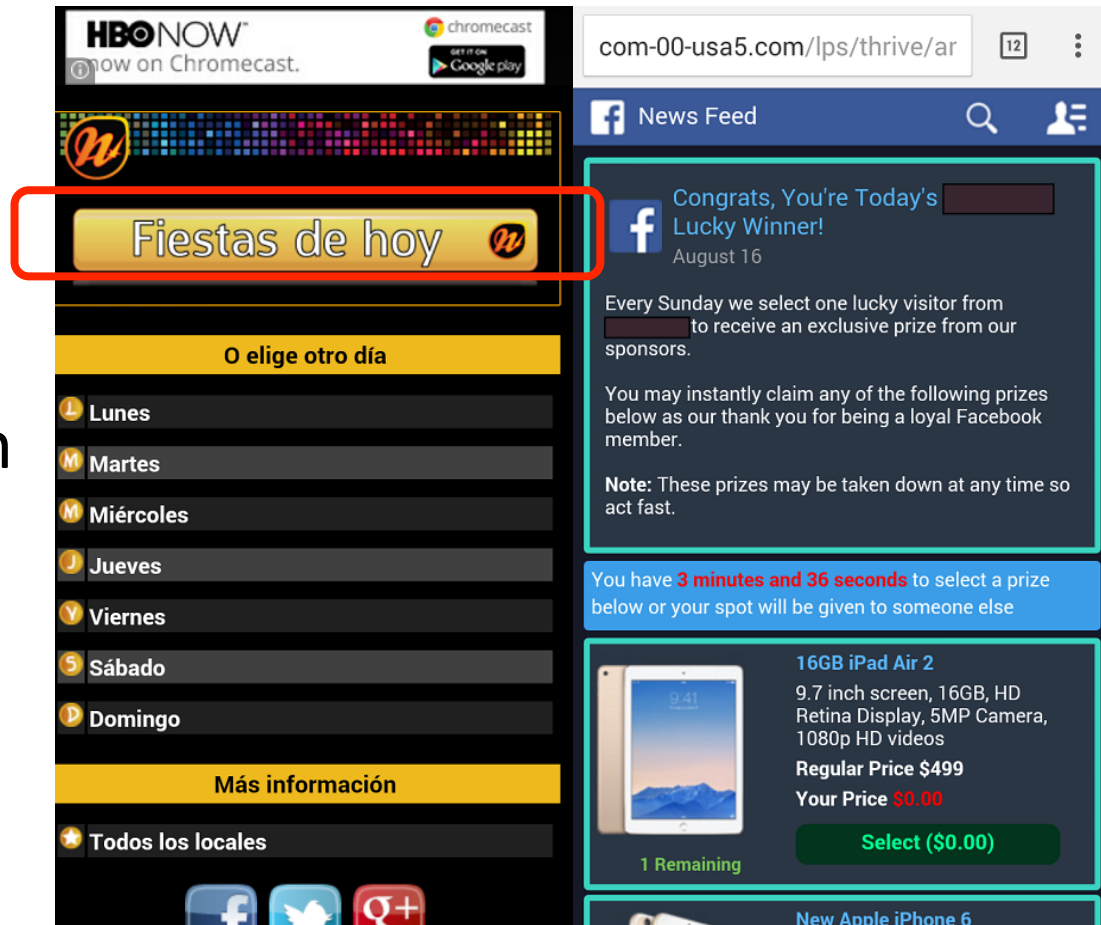 HBO NOW
now on Chromecast.
chromecast
GET IT ON
Google play
Fiestas de hoy
O elige otro día
L Lunes
M Martes
M Miércoles
J Jueves
V Viernes
S Sábado
D Domingo
Más información
Todos los locales
f
g+
n
com-00-usa5.com/lps/thrive/ar
12
f News Feed
f
Congrats, You're Today's
Lucky Winner!
August 16
Every Sunday we select one lucky visitor from
to receive an exclusive prize from our
sponsors.
You may instantly claim any of the following prizes
below as our thank you for being a loyal Facebook
member.
Note: These prizes may be taken down at any time so
act fast.
You have 3 minutes and 36 seconds to select a prize
below or your spot will be given to someone else
9:41
1 Remaining
16GB iPad Air 2
9.7 inch screen, 16GB, HD
Retina Display, 5MP Camera,
1080p HD videos
Regular Price $499
Your Price $0.00
Select ($0.00)
New Apple iPhone 6